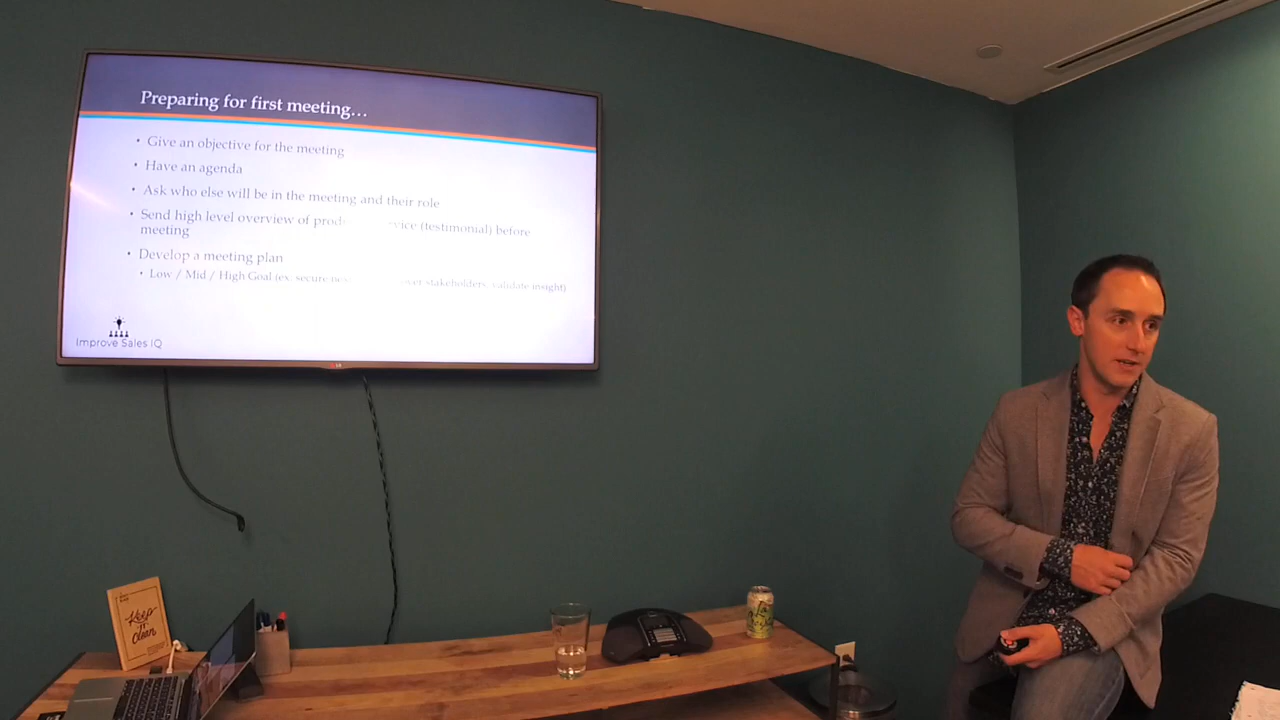 Preparing for first meeting...
• Give an objective for the meeting
• Have an agenda
• Ask who else will be in the meeting and their role
• Send high level overview of (testimonial) before
meeting
• Develop a meeting plan
• Low / Mid / High Goal (ex. secure stakeholders, validate insight)
Improve Sales IQ
Keep
it
Clean